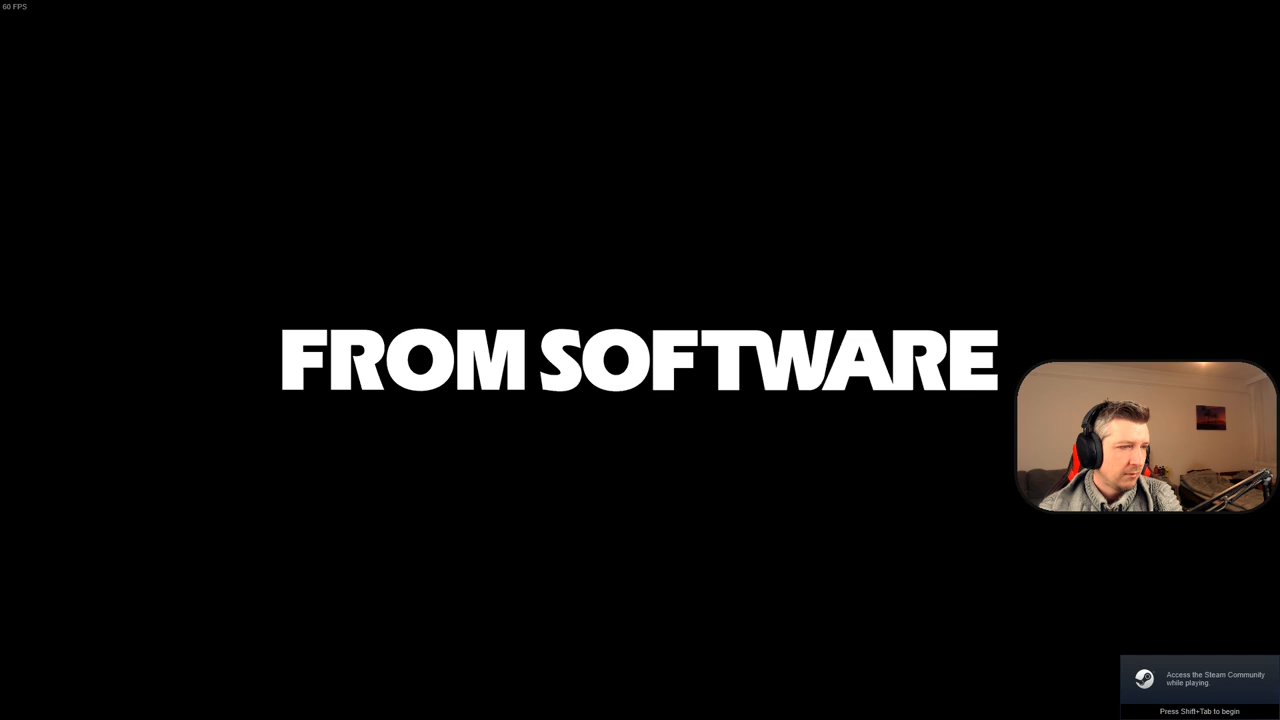 60 FPS
FROM SOFTWARE
Access the Steam Community
while playing.
Press Shift+Tab to begin